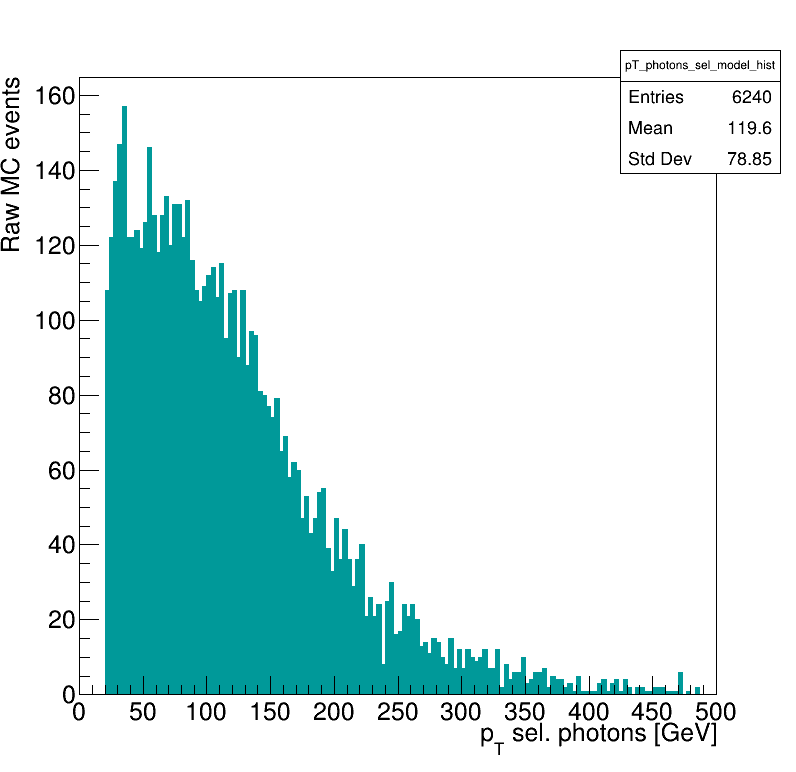 pT_photons_sel_model_hist
Entries 6240
Mean 119.6
Std Dev 78.85
Raw MC events
160
140
120
100
80
60
40
20
0
0 50 100 150 200 250 300 350 400 450 500
pT sel. photons [GeV]